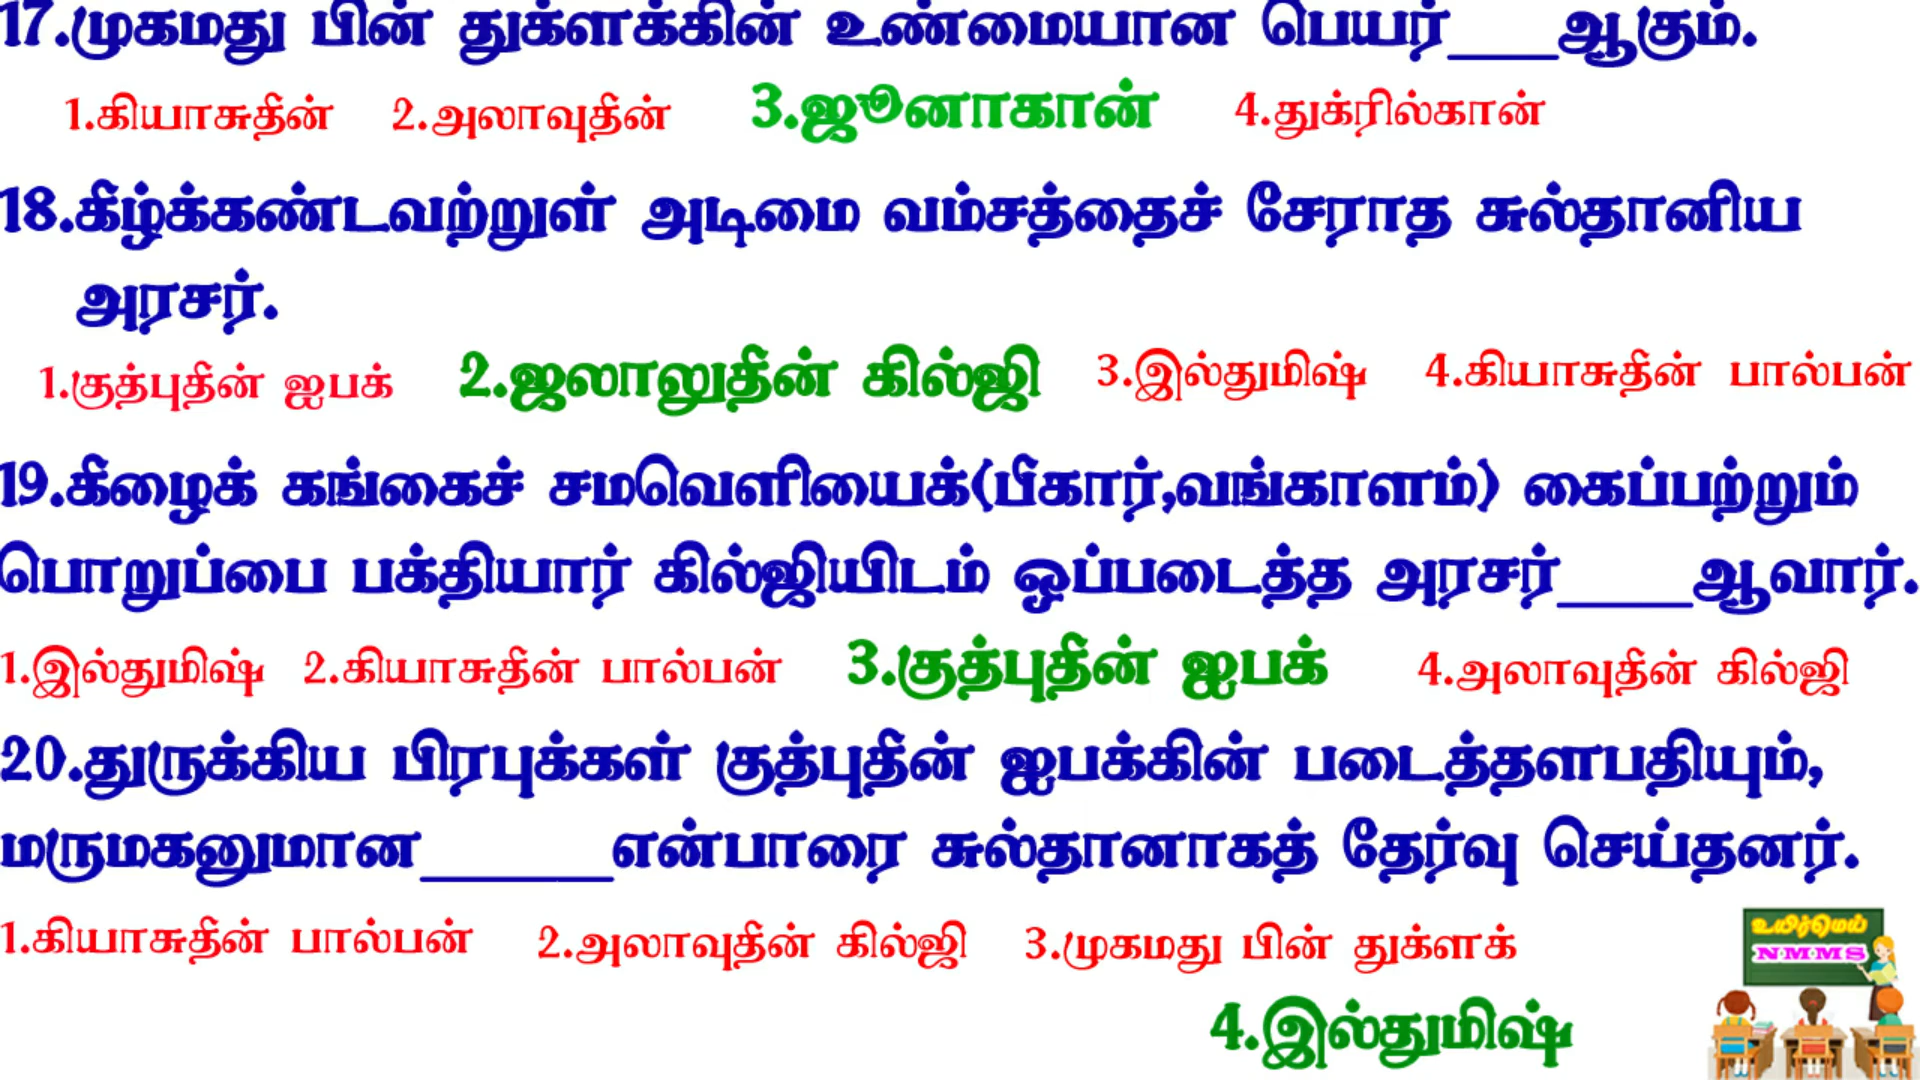 17.முகமது பின் துக்ளக்கின் உண்மையான பெயர்____ஆகும்.
1.கியாசுதீன் 2.அலாவுதீன் 3.ஜூனாகான் 4.துக்ரில்கான்
18.கீழ்க்கண்டவற்றுள் அடிமை வம்சத்தைச் சேராத சுல்தானிய
அரசர்.
1.குத்புதீன் ஐபக் 2.ஜலாலுதீன் கில்ஜி 3.இல்துமிஷ் 4.கியாசுதீன் பால்பன்
19.கீழைக் கங்கைச் சமவெளியைக்(பீகார்,வங்காளம்) கைப்பற்றும்
பொறுப்பை பக்தியார் கில்ஜியிடம் ஒப்படைத்த அரசர்_____ஆவார்.
1.இல்துமிஷ் 2.கியாசுதீன் பால்பன் 3.குத்புதீன் ஐபக் 4.அலாவுதீன் கில்ஜி
20.துருக்கிய பிரபுக்கள் குத்புதீன் ஐபக்கின் படைத்தளபதியும்,
மருமகனுமான_______என்பாரை சுல்தானாகத் தேர்வு செய்தனர்.
1.கியாசுதீன் பால்பன் 2.அலாவுதீன் கில்ஜி 3.முகமது பின் துக்ளக்
4.இல்துமிஷ்
உயிர்மெய்
NMMS